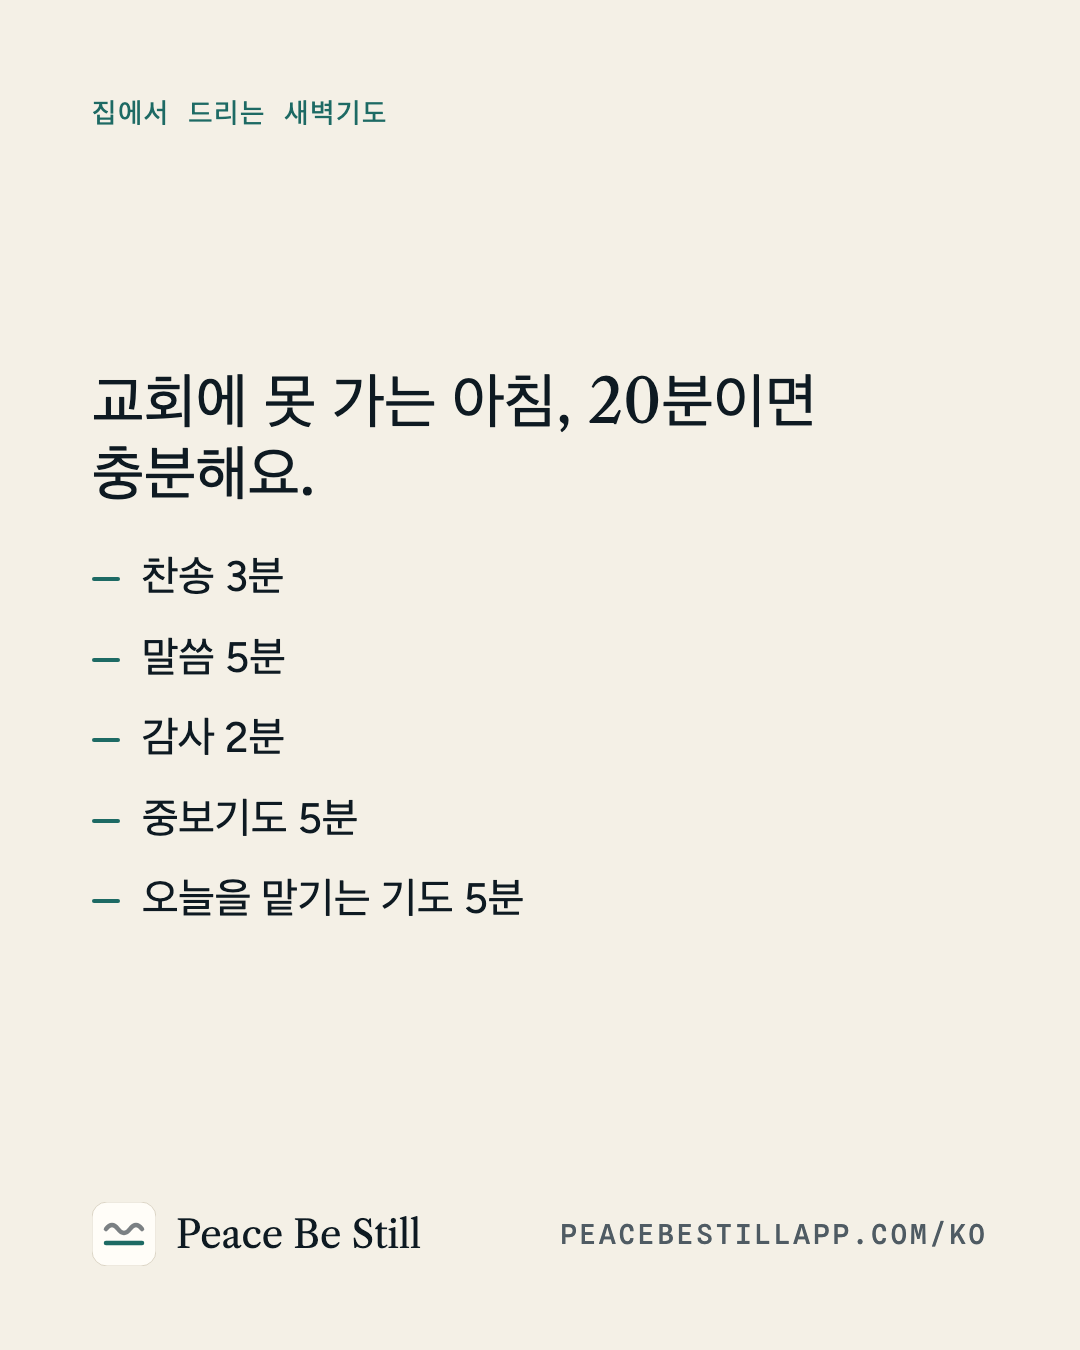 집에서 드리는 새벽기도
교회에 못 가는 아침, 20분이면
충분해요.
— 찬송 3분
— 말씀 5분
— 감사 2분
— 중보기도 5분
— 오늘을 맡기는 기도 5분
Peace Be Still
PEACEBESTILLAPP.COM/KO